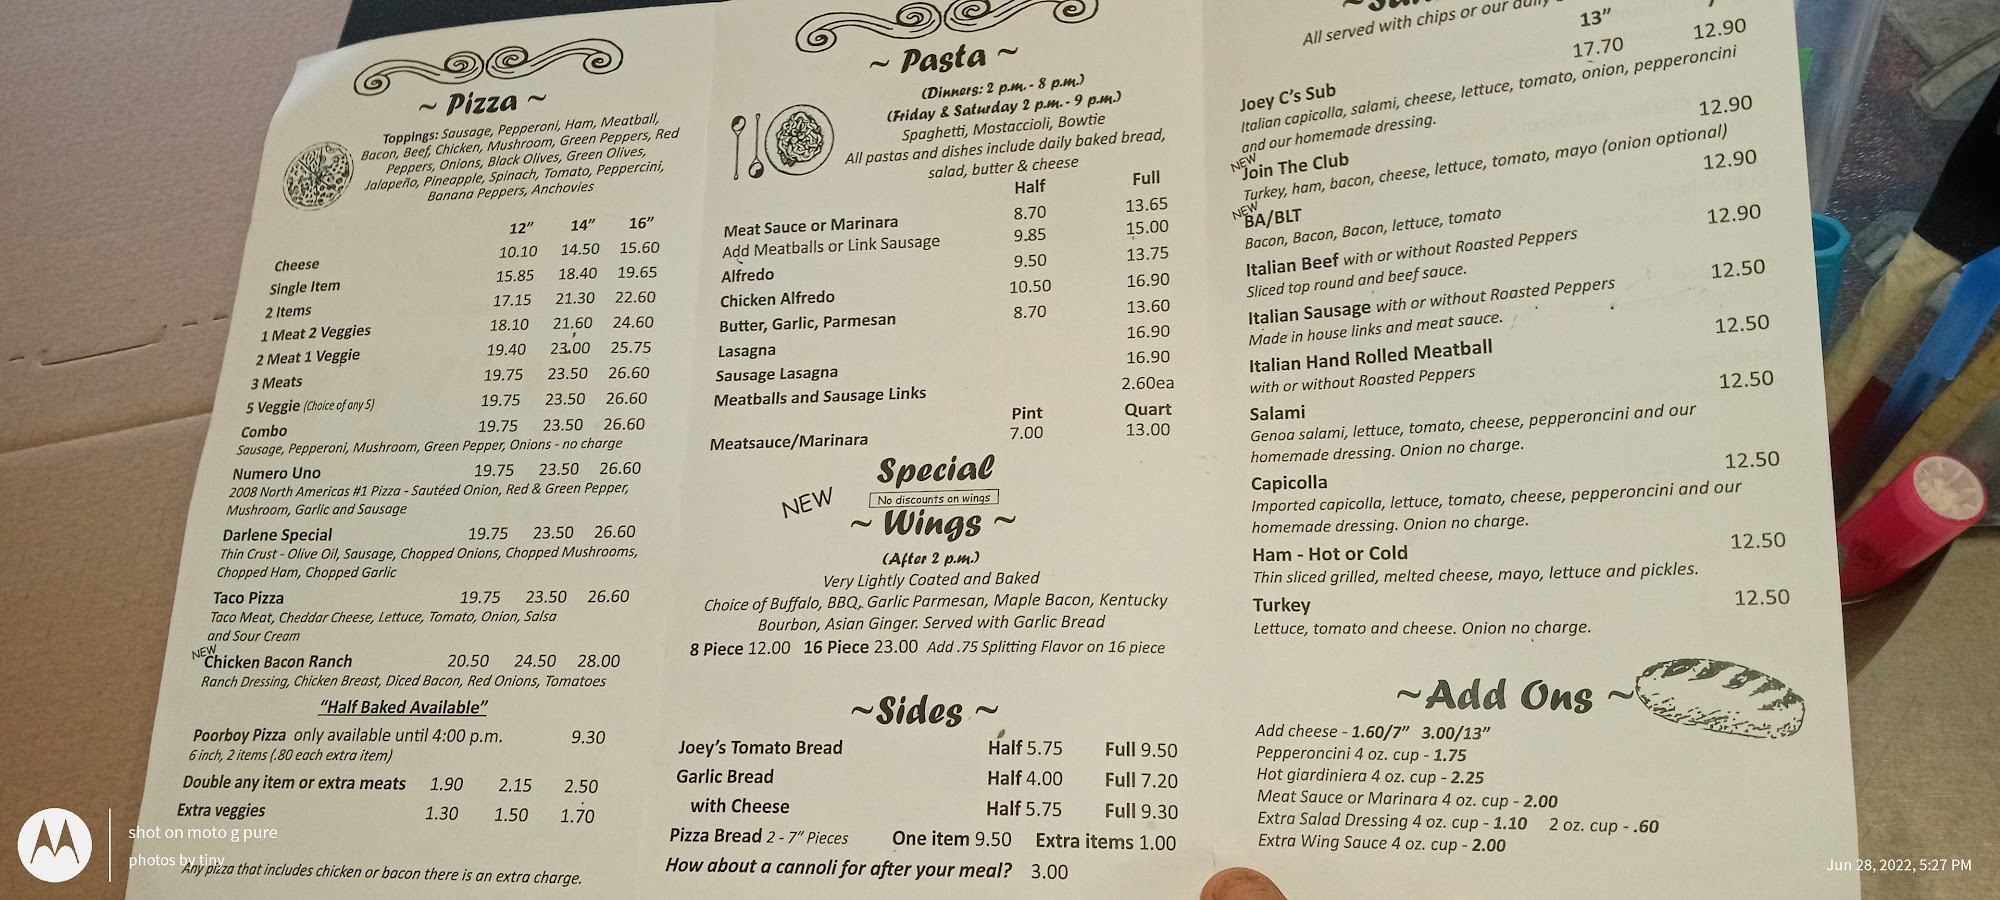 ~ Pizza ~
Toppings: Sausage, Pepperoni, Ham, Meatball,
Bacon, Beef, Chicken, Mushroom, Green Peppers, Red
Peppers, Onions, Black Olives, Green Olives,
Jalapeño, Pineapple, Spinach, Tomato, Peppercini,
Banana Peppers, Anchovies
12" 14" 16"
Cheese 10.10 14.50 15.60
Single Item 15.85 18.40 19.65
2 Items 17.15 21.30 22.60
1 Meat 2 Veggies 18.10 21.60 24.60
2 Meat 1 Veggie 19.40 23.00 25.75
3 Meats 19.75 23.50 26.60
5 Veggie (Choice of any 5) 19.75 23.50 26.60
Combo 19.75 23.50 26.60
Sausage, Pepperoni, Mushroom, Green Pepper, Onions - no charge
Numero Uno 19.75 23.50 26.60
2008 North Americas #1 Pizza - Sautéed Onion, Red & Green Pepper,
Mushroom, Garlic and Sausage
Darlene Special 19.75 23.50 26.60
Thin Crust - Olive Oil, Sausage, Chopped Onions, Chopped Mushrooms,
Chopped Ham, Chopped Garlic
Taco Pizza 19.75 23.50 26.60
Taco Meat, Cheddar Cheese, Lettuce, Tomato, Onion, Salsa
and Sour Cream
NEW
Chicken Bacon Ranch 20.50 24.50 28.00
Ranch Dressing, Chicken Breast, Diced Bacon, Red Onions, Tomatoes
"Half Baked Available"
Poorboy Pizza only available until 4:00 p.m. 9.30
6 inch, 2 items (.80 each extra item)
Double any item or extra meats 1.90 2.15 2.50
Extra veggies 1.30 1.50 1.70
Any pizza that includes chicken or bacon there is an extra charge.
~ Pasta ~
(Dinners: 2 p.m. - 8 p.m.)
(Friday & Saturday 2 p.m. - 9 p.m.)
Spaghetti, Mostaccioli, Bowtie
All pastas and dishes include daily baked bread,
salad, butter & cheese
Half Full
Meat Sauce or Marinara 8.70 13.65
Add Meatballs or Link Sausage 9.85 15.00
Alfredo 9.50 13.75
Chicken Alfredo 10.50 16.90
Butter, Garlic, Parmesan 8.70 13.60
Lasagna 16.90
Sausage Lasagna 16.90
Meatballs and Sausage Links 2.60ea
Pint Quart
Meatsauce/Marinara 7.00 13.00
Special
NEW
No discounts on wings
~ Wings ~
(After 2 p.m.)
Very Lightly Coated and Baked
Choice of Buffalo, BBQ, Garlic Parmesan, Maple Bacon, Kentucky
Bourbon, Asian Ginger. Served with Garlic Bread
8 Piece 12.00 16 Piece 23.00 Add .75 Splitting Flavor on 16 piece
~Sides ~
Joey's Tomato Bread Half 5.75 Full 9.50
Garlic Bread Half 4.00 Full 7.20
with Cheese Half 5.75 Full 9.30
Pizza Bread 2 - 7" Pieces One item 9.50 Extra items 1.00
How about a cannoli for after your meal? 3.00
All served with chips or our daily
13"
Joey C's Sub 17.70 12.90
Italian capicolla, salami, cheese, lettuce, tomato, onion, pepperoncini
and our homemade dressing.
NEW
Join The Club 12.90
Turkey, ham, bacon, cheese, lettuce, tomato, mayo (onion optional)
NEW
BA/BLT 12.90
Bacon, Bacon, Bacon, lettuce, tomato
Italian Beef with or without Roasted Peppers 12.90
Sliced top round and beef sauce.
Italian Sausage with or without Roasted Peppers 12.50
Made in house links and meat sauce.
Italian Hand Rolled Meatball 12.50
with or without Roasted Peppers
Salami 12.50
Genoa salami, lettuce, tomato, cheese, pepperoncini and our
homemade dressing. Onion no charge.
Capicolla 12.50
Imported capicolla, lettuce, tomato, cheese, pepperoncini and our
homemade dressing. Onion no charge.
Ham - Hot or Cold 12.50
Thin sliced grilled, melted cheese, mayo, lettuce and pickles.
Turkey 12.50
Lettuce, tomato and cheese. Onion no charge.
~Add Ons ~
Add cheese - 1.60/7" 3.00/13"
Pepperoncini 4 oz. cup - 1.75
Hot giardiniera 4 oz. cup - 2.25
Meat Sauce or Marinara 4 oz. cup - 2.00
Extra Salad Dressing 4 oz. cup - 1.10 2 oz. cup - .60
Extra Wing Sauce 4 oz. cup - 2.00
shot on moto g pure
photos by tiny
Jun 28, 2022, 5:27 PM